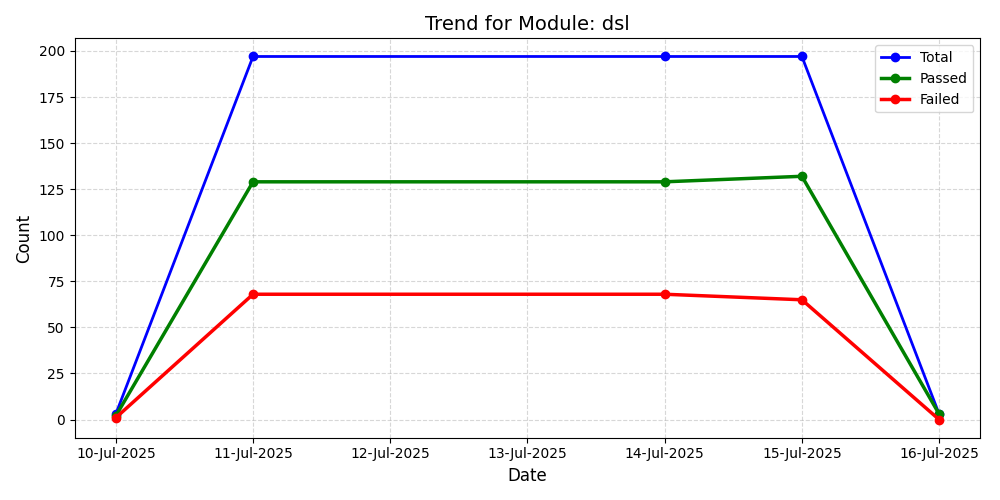 Trend for Module: dsl
200
175
150
125
100
75
50
25
0
Count
Total
Passed
Failed
10-Jul-2025 11-Jul-2025 12-Jul-2025 13-Jul-2025 14-Jul-2025 15-Jul-2025 16-Jul-2025
Date